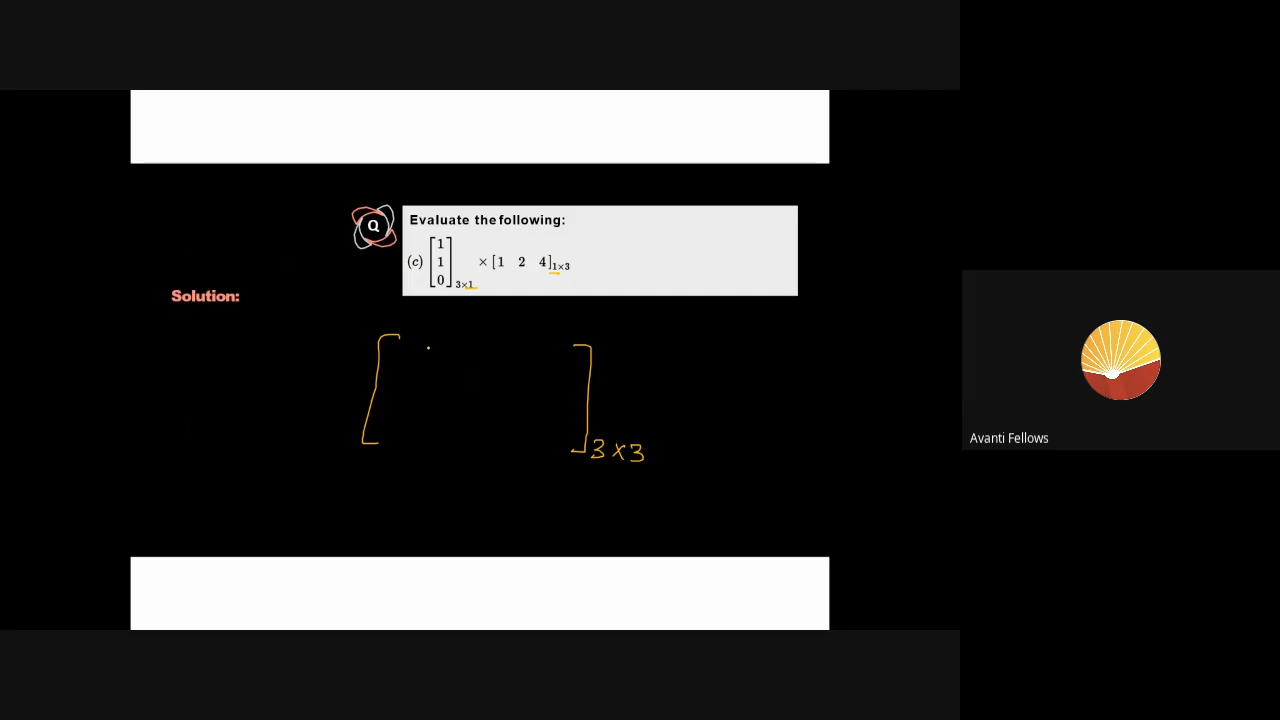 Q
Evaluate the following:
(c) [1 1 0]3×1 × [1 2 4]1×3
Solution:
[ ]3×3
Avanti Fellows